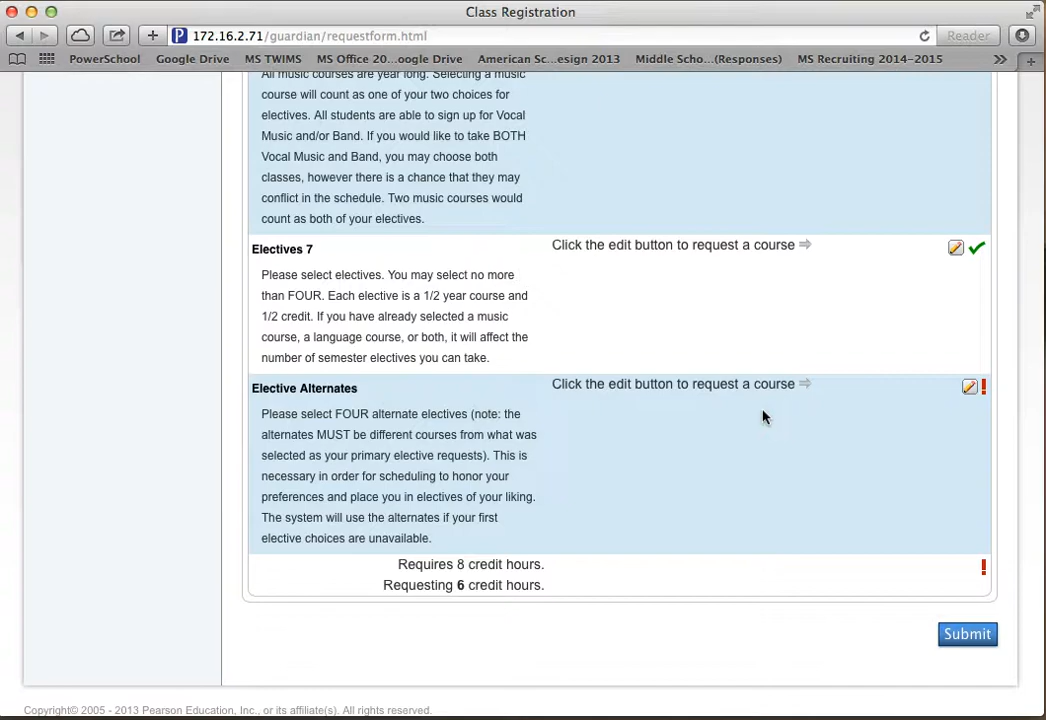 Class Registration
172.16.2.71/guardian/requestform.html
Reader
PowerSchool Google Drive MS TWIMS MS Office 20...oogle Drive American Sc...esign 2013 Middle Scho...(Responses) MS Recruiting 2014–2015
All music courses are year long. Selecting a music
course will count as one of your two choices for
electives. All students are able to sign up for Vocal
Music and/or Band. If you would like to take BOTH
Vocal Music and Band, you may choose both
classes, however there is a chance that they may
conflict in the schedule. Two music courses would
count as both of your electives.
Electives 7
Click the edit button to request a course
Please select electives. You may select no more
than FOUR. Each elective is a 1/2 year course and
1/2 credit. If you have already selected a music
course, a language course, or both, it will affect the
number of semester electives you can take.
Elective Alternates
Click the edit button to request a course
Please select FOUR alternate electives (note: the
alternates MUST be different courses from what was
selected as your primary elective requests). This is
necessary in order for scheduling to honor your
preferences and place you in electives of your liking.
The system will use the alternates if your first
elective choices are unavailable.
Requires 8 credit hours.
Requesting 6 credit hours.
Submit
Copyright© 2005 - 2013 Pearson Education, Inc., or its affiliate(s). All rights reserved.